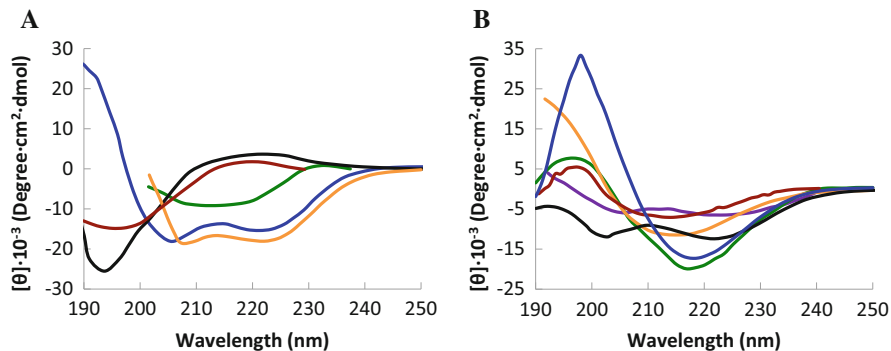 A
B
[θ]·10⁻³ (Degree·cm²·dmol)
30
20
10
0
-10
-20
-30
190 200 210 220 230 240 250
Wavelength (nm)
[θ]·10⁻³ (Degree·cm²·dmol)
35
25
15
5
-5
-15
-25
190 200 210 220 230 240 250
Wavelength (nm)